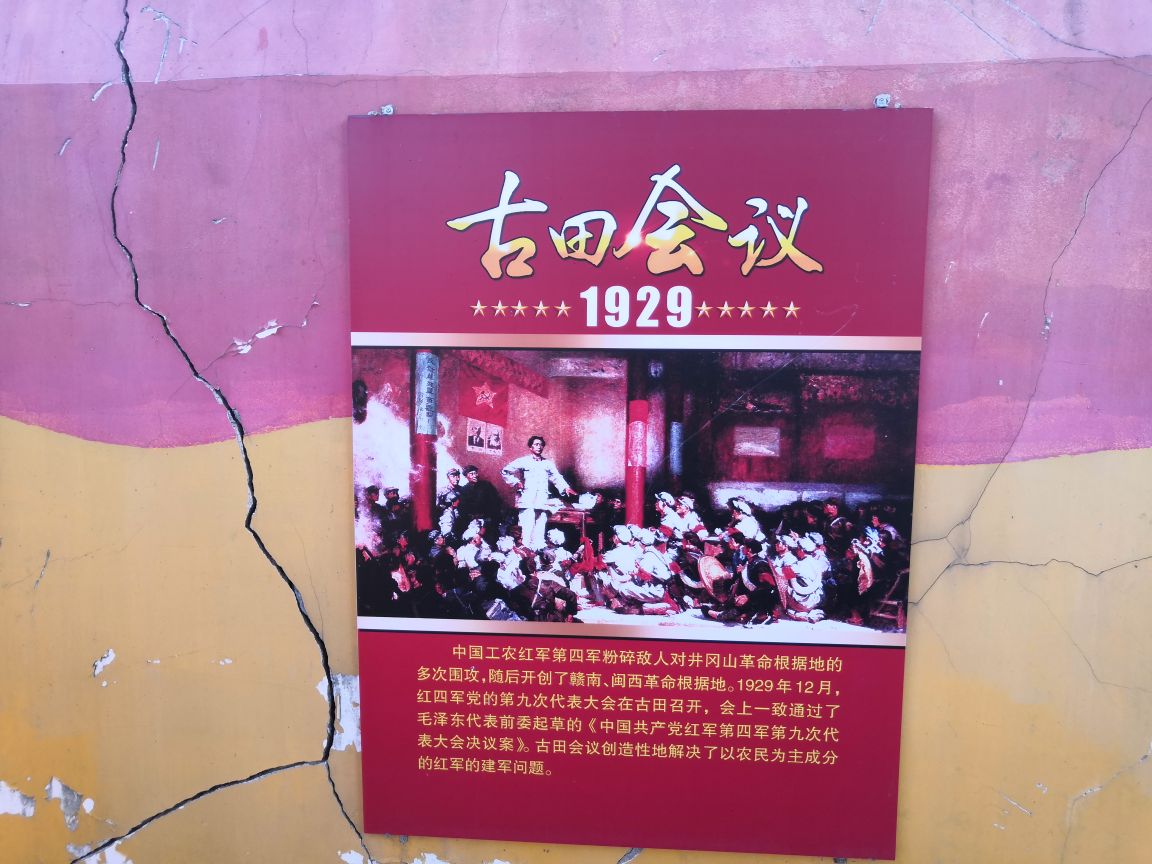 古田会议
1929
中国工农红军第四军粉碎敌人对井冈山革命根据地的
多次围攻,随后开创了赣南、闽西革命根据地。1929年12月,
红四军党的第九次代表大会在古田召开，会上一致通过了
毛泽东代表前委起草的《中国共产党红军第四军第九次代
表大会决议案》。古田会议创造性地解决了以农民为主成分
的红军的建军问题。